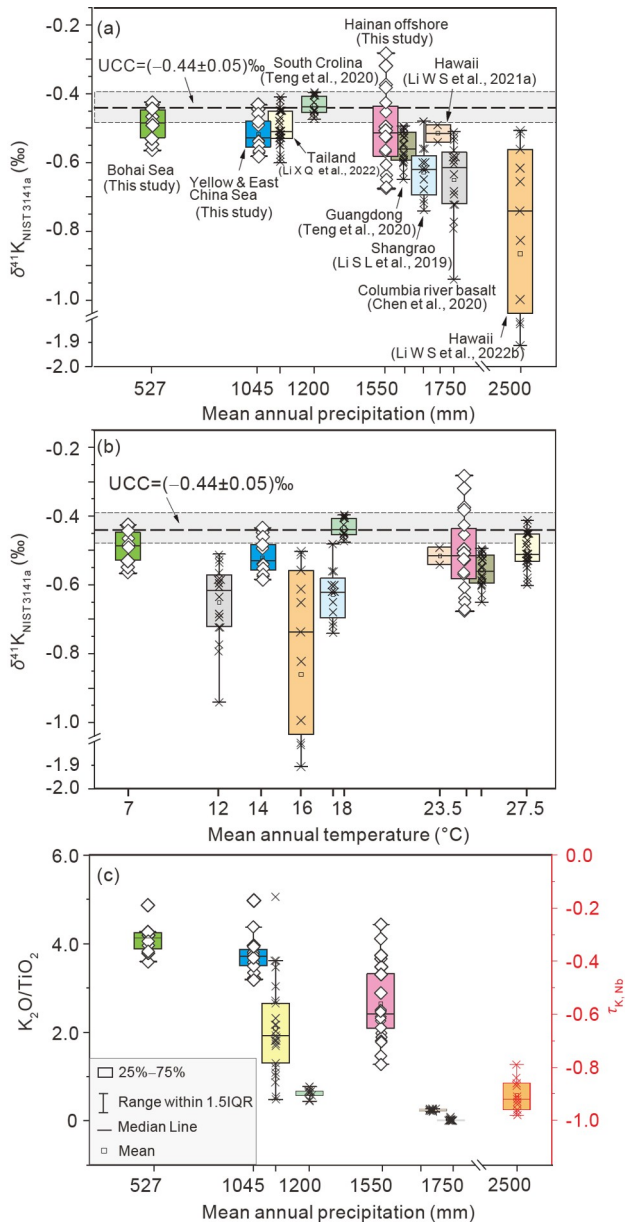 (a)
UCC=(−0.44±0.05)‰
South Crolina
(Teng et al., 2020)
Hainan offshore
(This study)
Hawaii
(Li W S et al., 2021a)
Bohai Sea
(This study)
Yellow & East
China Sea
(This study)
Tailand
(Li X Q et al., 2022)
Guangdong
(Teng et al., 2020)
Shangrao
(Li S L et al., 2019)
Columbia river basalt
(Chen et al., 2020)
Hawaii
(Li W S et al., 2022b)
δ⁴¹K NIST 3141a (‰)
-0.2
-0.4
-0.6
-0.8
-1.0
-1.9
-2.0
527 1045 1200 1550 1750 2500
Mean annual precipitation (mm)
(b)
UCC=(−0.44±0.05)‰
δ⁴¹K NIST 3141a (‰)
-0.2
-0.4
-0.6
-0.8
-1.0
-1.9
-2.0
7 12 14 16 18 23.5 27.5
Mean annual temperature (°C)
(c)
K₂O/TiO₂
6.0
4.0
2.0
0
25%−75%
Range within 1.5IQR
Median Line
Mean
0.0
-0.2
-0.4
-0.6
-0.8
-1.0
τK, Nb
527 1045 1200 1550 1750 2500
Mean annual precipitation (mm)